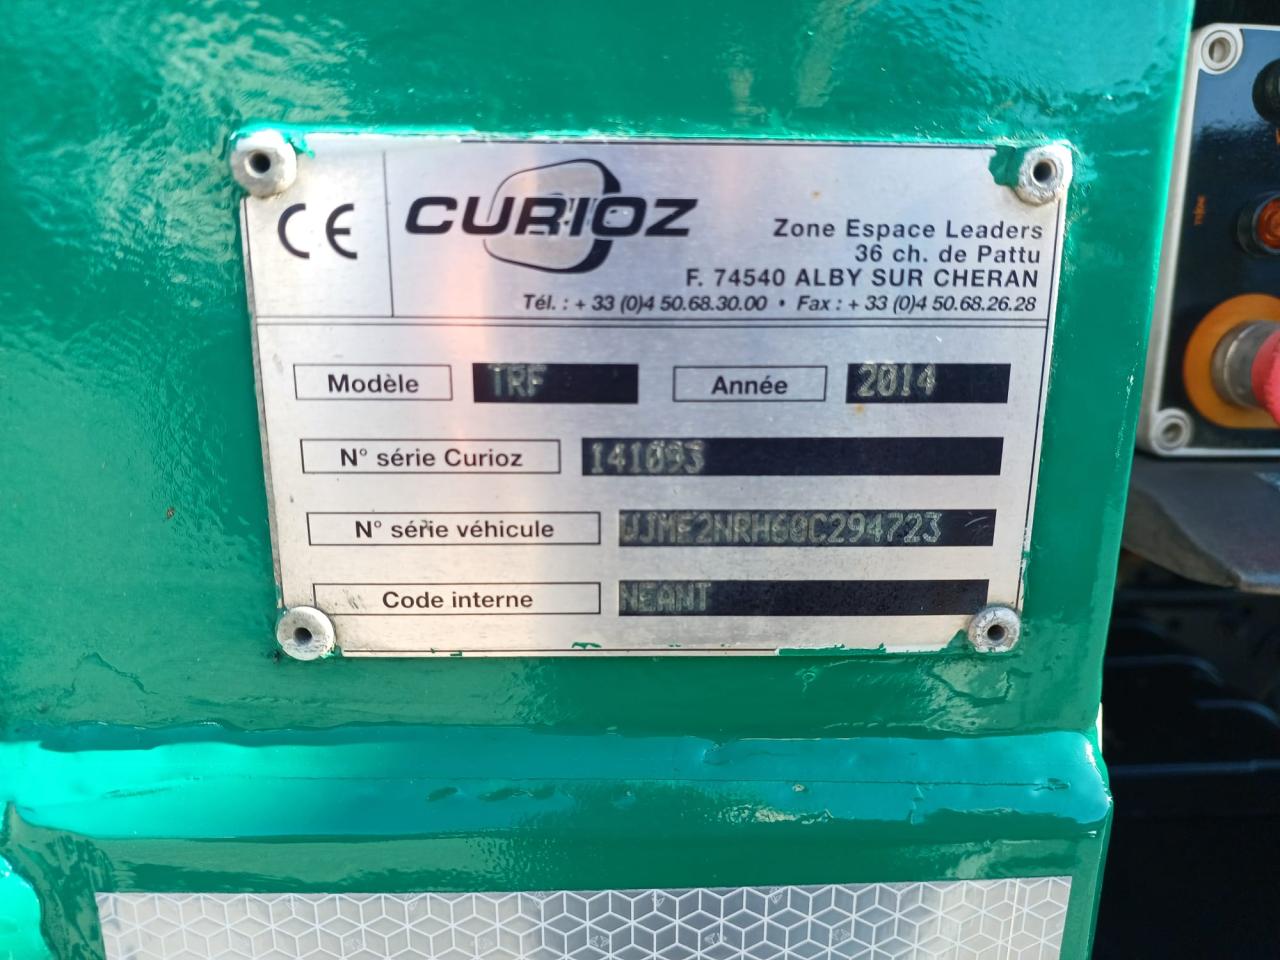 CE
CURIOZ
Zone Espace Leaders
36 ch. de Pattu
F. 74540 ALBY SUR CHERAN
Tél. : + 33 (0)4 50.68.30.00 • Fax : + 33 (0)4 50.68.26.28
Modèle TRF Année 2014
N° série Curioz 141093
N° série véhicule WJMF2NRH60C294723
Code interne NEANT